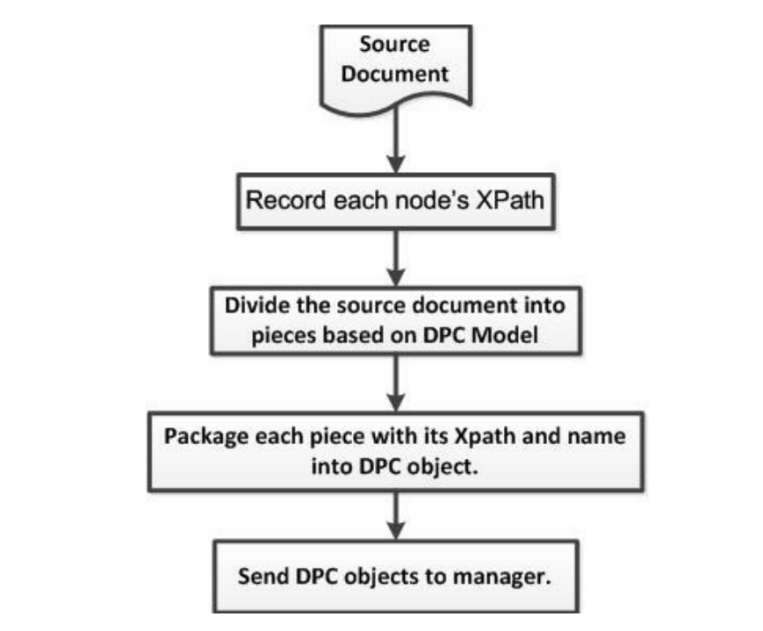 Source
Document
Record each node's XPath
Divide the source document into
pieces based on DPC Model
Package each piece with its Xpath and name
into DPC object.
Send DPC objects to manager.